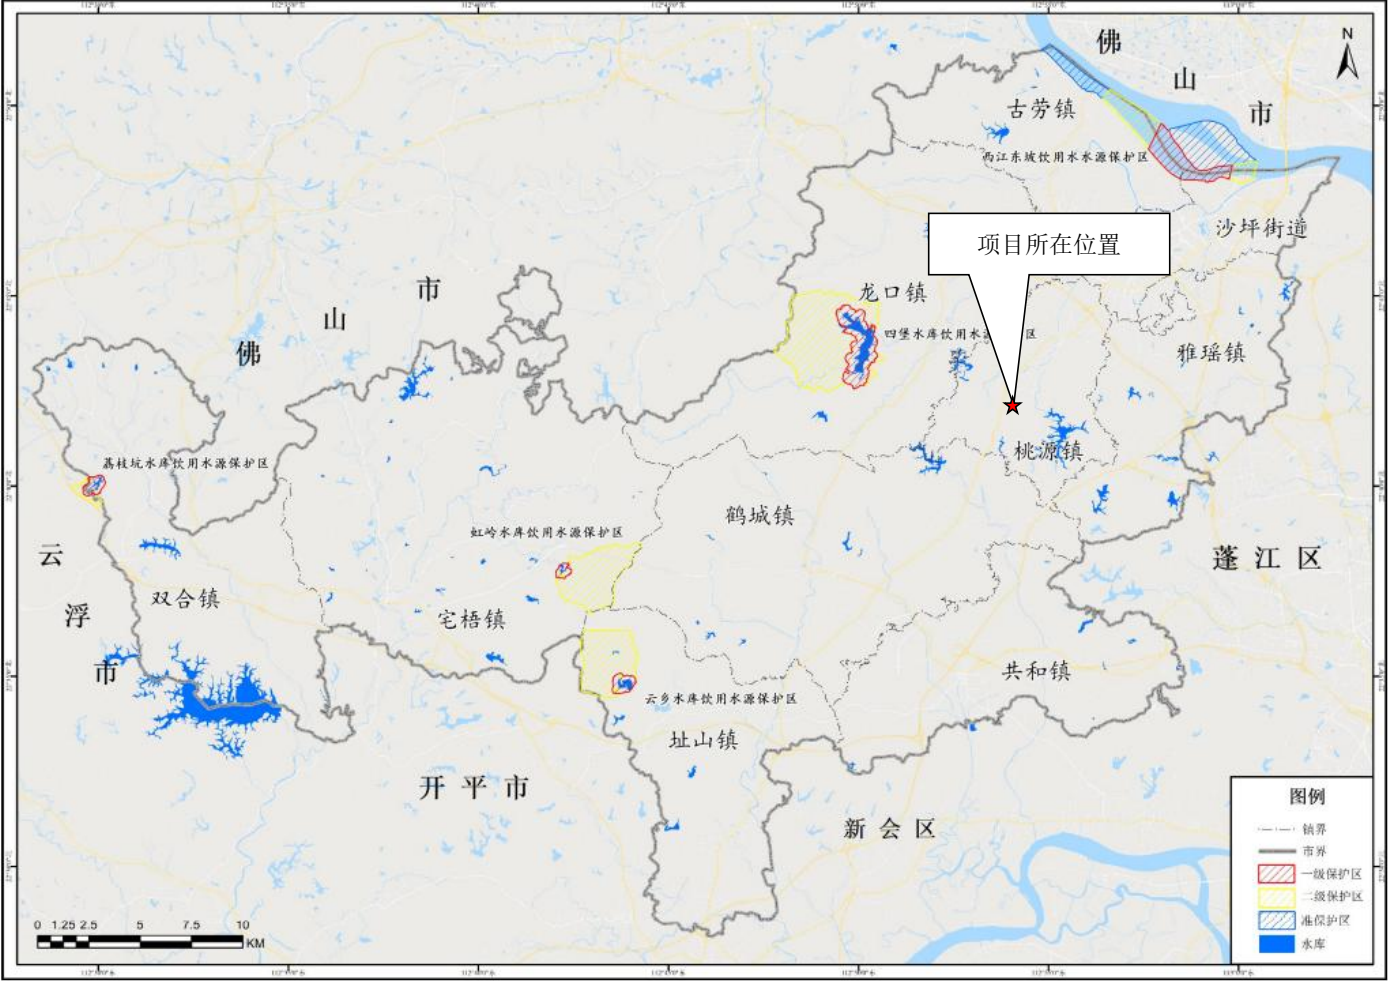 佛
山
市
N
古劳镇
西江东坡饮用水水源保护区
沙坪街道
项目所在位置
龙口镇
四堡水库饮用水源
区
雅瑶镇
市
山
佛
桃源镇
荔枝坑水库饮用水源保护区
鹤城镇
虹岭水库饮用水源保护区
云
浮
市
双合镇
宅梧镇
蓬江区
共和镇
云乡水库饮用水源保护区
址山镇
开平市
新会区
图例
镇界
市界
一级保护区
二级保护区
准保护区
水库
0 1.25 2.5 5 7.5 10
KM